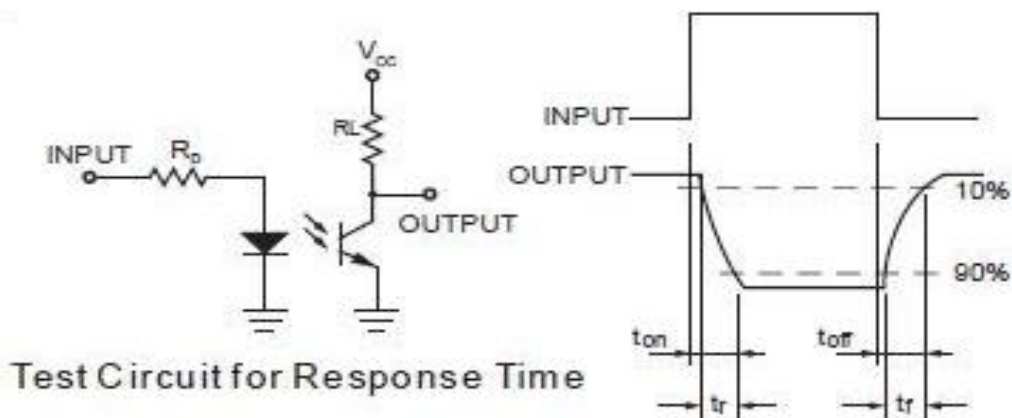 Vcc
RL
INPUT
RD
OUTPUT
Test Circuit for Response Time
INPUT
OUTPUT
10%
90%
ton
toff
tr
tf